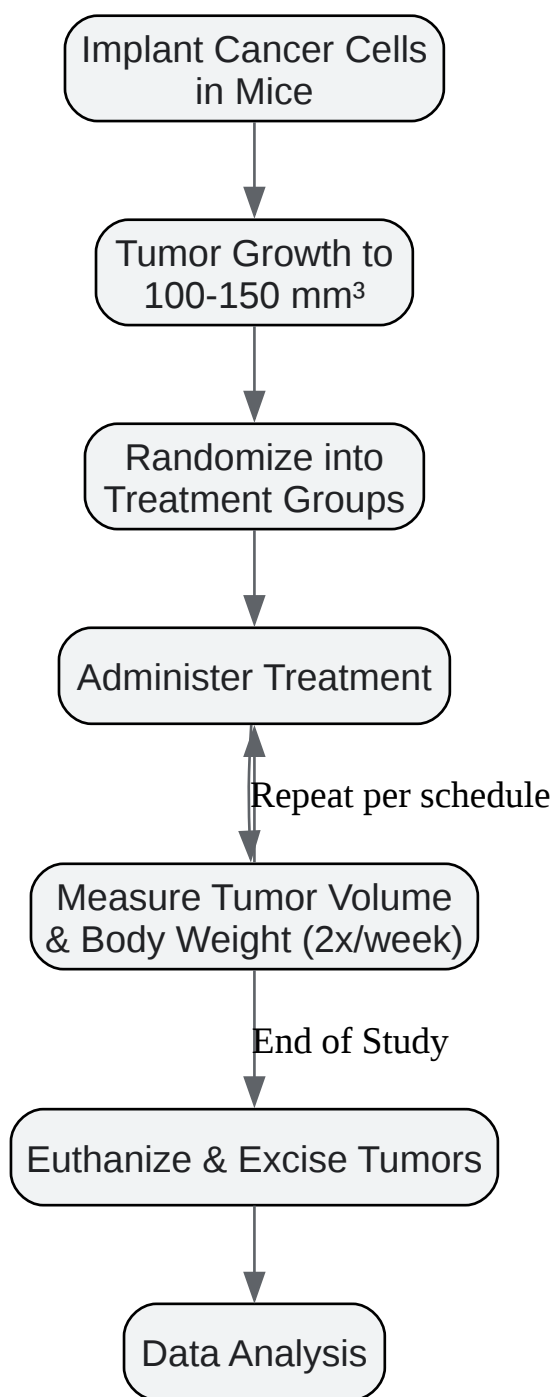 Implant Cancer Cells
in Mice
Tumor Growth to
100-150 mm³
Randomize into
Treatment Groups
Administer Treatment
Repeat per schedule
Measure Tumor Volume
& Body Weight (2x/week)
End of Study
Euthanize & Excise Tumors
Data Analysis